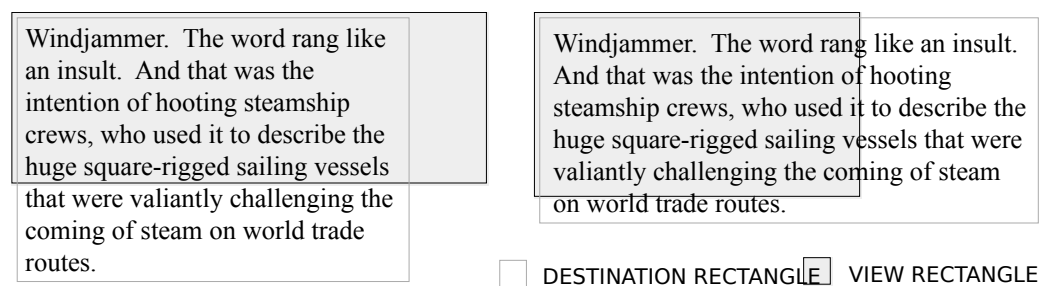 Windjammer.  The word rang like
an insult.  And that was the
intention of hooting steamship
crews, who used it to describe the
huge square-rigged sailing vessels
that were valiantly challenging the
coming of steam on world trade
routes.
Windjammer.  The word rang like an insult.
And that was the intention of hooting
steamship crews, who used it to describe the
huge square-rigged sailing vessels that were
valiantly challenging the coming of steam
on world trade routes.
DESTINATION RECTANGLE
VIEW RECTANGLE